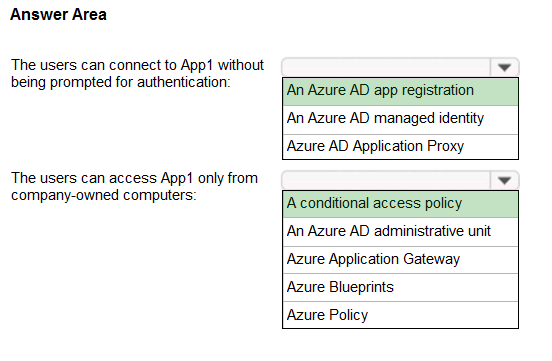 Answer Area
The users can connect to App1 without
being prompted for authentication:
An Azure AD app registration
An Azure AD managed identity
Azure AD Application Proxy
The users can access App1 only from
company-owned computers:
A conditional access policy
An Azure AD administrative unit
Azure Application Gateway
Azure Blueprints
Azure Policy